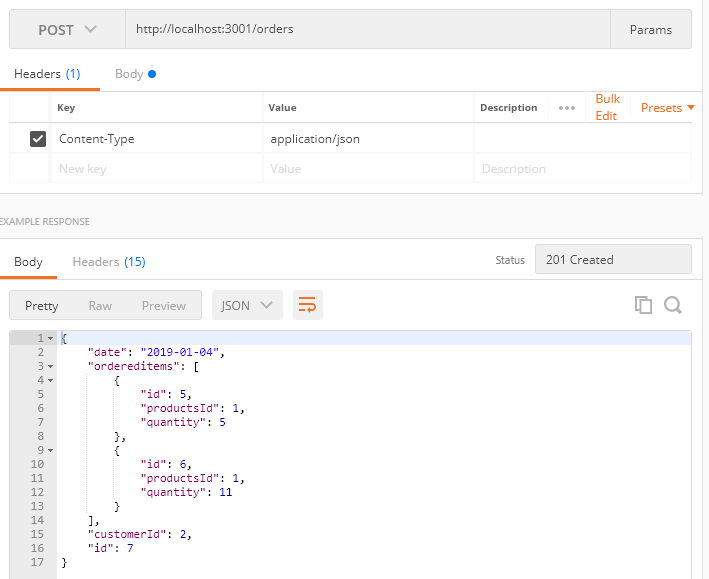 POST http://localhost:3001/orders Params
Headers (1) Body
Key Value Description Bulk Edit Presets
Content-Type application/json
New key Value Description
EXAMPLE RESPONSE
Body Headers (15) Status 201 Created
Pretty Raw Preview JSON
1 {
2 "date": "2019-01-04",
3 "ordereditems": [
4 {
5 "id": 5,
6 "productsId": 1,
7 "quantity": 5
8 },
9 {
10 "id": 6,
11 "productsId": 1,
12 "quantity": 11
13 }
14 ],
15 "customerId": 2,
16 "id": 7
17 }